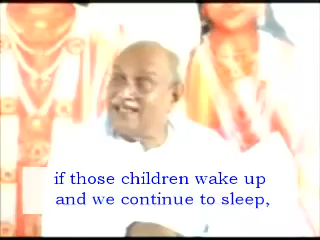 if those children wake up
and we continue to sleep,